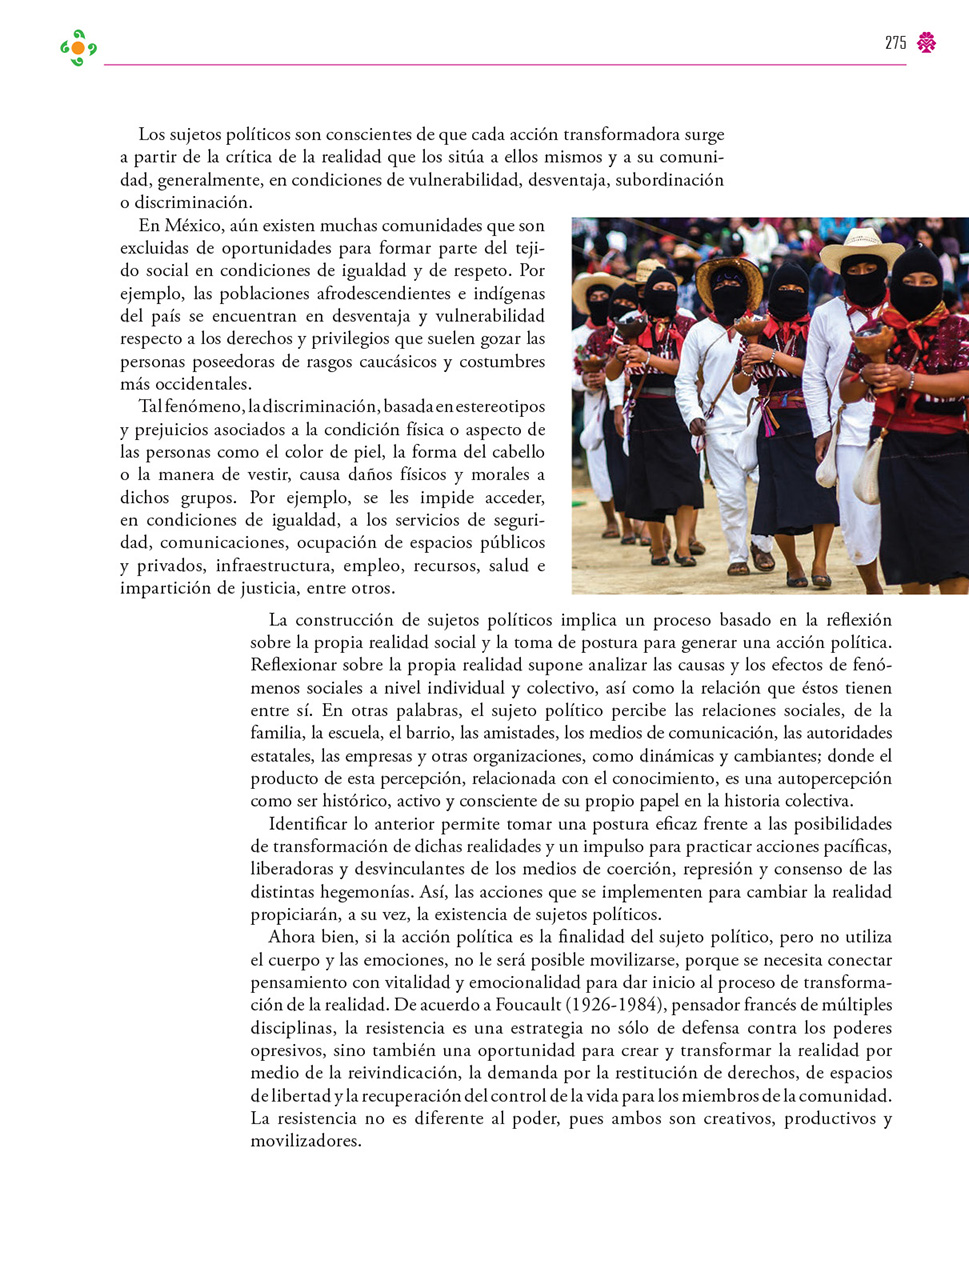 275
Los sujetos políticos son conscientes de que cada acción transformadora surge
a partir de la crítica de la realidad que los sitúa a ellos mismos y a su comuni-
dad, generalmente, en condiciones de vulnerabilidad, desventaja, subordinación
o discriminación.
En México, aún existen muchas comunidades que son
excluidas de oportunidades para formar parte del teji-
do social en condiciones de igualdad y de respeto. Por
ejemplo, las poblaciones afrodescendientes e indígenas
del país se encuentran en desventaja y vulnerabilidad
respecto a los derechos y privilegios que suelen gozar las
personas poseedoras de rasgos caucásicos y costumbres
más occidentales.
Tal fenómeno, la discriminación, basada en estereotipos
y prejuicios asociados a la condición física o aspecto de
las personas como el color de piel, la forma del cabello
o la manera de vestir, causa daños físicos y morales a
dichos grupos. Por ejemplo, se les impide acceder,
en condiciones de igualdad, a los servicios de seguri-
dad, comunicaciones, ocupación de espacios públicos
y privados, infraestructura, empleo, recursos, salud e
impartición de justicia, entre otros.
La construcción de sujetos políticos implica un proceso basado en la reflexión
sobre la propia realidad social y la toma de postura para generar una acción política.
Reflexionar sobre la propia realidad supone analizar las causas y los efectos de fenó-
menos sociales a nivel individual y colectivo, así como la relación que éstos tienen
entre sí. En otras palabras, el sujeto político percibe las relaciones sociales, de la
familia, la escuela, el barrio, las amistades, los medios de comunicación, las autoridades
estatales, las empresas y otras organizaciones, como dinámicas y cambiantes; donde el
producto de esta percepción, relacionada con el conocimiento, es una autopercepción
como ser histórico, activo y consciente de su propio papel en la historia colectiva.
Identificar lo anterior permite tomar una postura eficaz frente a las posibilidades
de transformación de dichas realidades y un impulso para practicar acciones pacíficas,
liberadoras y desvinculantes de los medios de coerción, represión y consenso de las
distintas hegemonías. Así, las acciones que se implementen para cambiar la realidad
propiciarán, a su vez, la existencia de sujetos políticos.
Ahora bien, si la acción política es la finalidad del sujeto político, pero no utiliza
el cuerpo y las emociones, no le será posible movilizarse, porque se necesita conectar
pensamiento con vitalidad y emocionalidad para dar inicio al proceso de transforma-
ción de la realidad. De acuerdo a Foucault (1926-1984), pensador francés de múltiples
disciplinas, la resistencia es una estrategia no sólo de defensa contra los poderes
opresivos, sino también una oportunidad para crear y transformar la realidad por
medio de la reivindicación, la demanda por la restitución de derechos, de espacios
de libertad y la recuperación del control de la vida para los miembros de la comunidad.
La resistencia no es diferente al poder, pues ambos son creativos, productivos y
movilizadores.